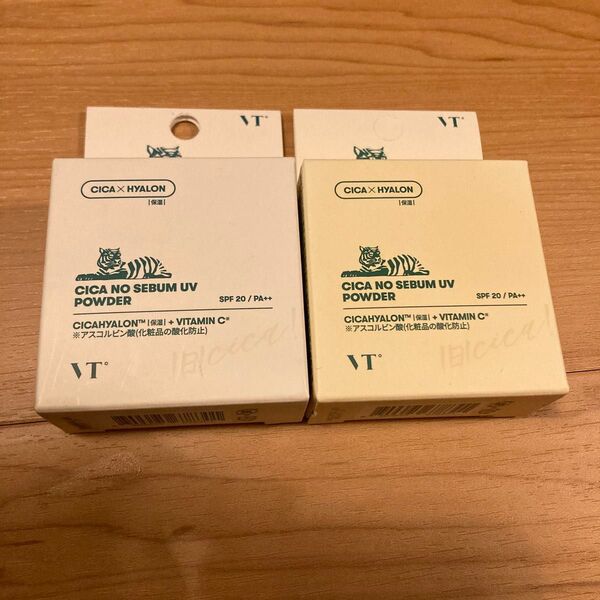 VT
CICA × HYALON
|保湿|
CICA NO SEBUM UV
POWDER
SPF 20 / PA++
CICAHYALON™ |保湿| + VITAMIN C※
※アスコルビン酸(化粧品の酸化防止)
VT
VT
CICA × HYALON
|保湿|
CICA NO SEBUM UV
POWDER
SPF 20 / PA++
CICAHYALON™ |保湿| + VITAMIN C※
※アスコルビン酸(化粧品の酸化防止)
VT